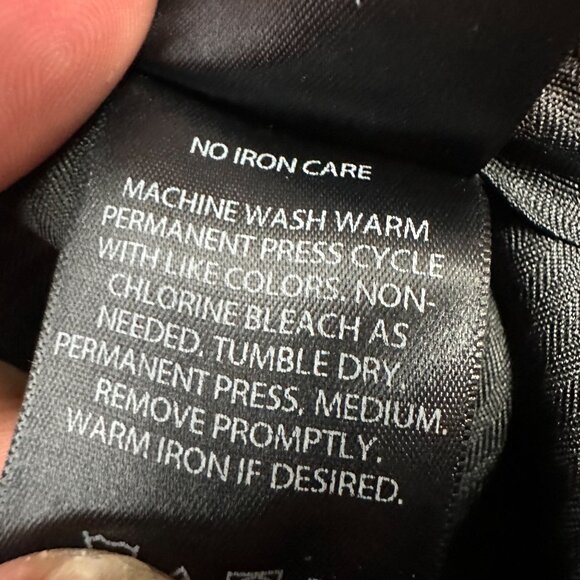 NO IRON CARE
MACHINE WASH WARM
PERMANENT PRESS CYCLE
WITH LIKE COLORS. NON-
CHLORINE BLEACH AS
NEEDED. TUMBLE DRY.
PERMANENT PRESS, MEDIUM.
REMOVE PROMPTLY.
WARM IRON IF DESIRED.